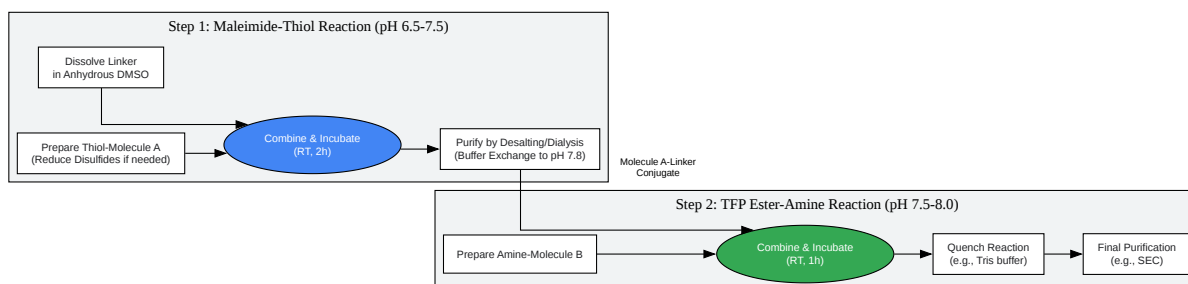 Step 1: Maleimide-Thiol Reaction (pH 6.5-7.5)
Dissolve Linker
in Anhydrous DMSO
Prepare Thiol-Molecule A
(Reduce Disulfides if needed)
Combine & Incubate
(RT, 2h)
Purify by Desalting/Dialysis
(Buffer Exchange to pH 7.8)
Molecule A-Linker
Conjugate
Step 2: TFP Ester-Amine Reaction (pH 7.5-8.0)
Prepare Amine-Molecule B
Combine & Incubate
(RT, 1h)
Quench Reaction
(e.g., Tris buffer)
Final Purification
(e.g., SEC)